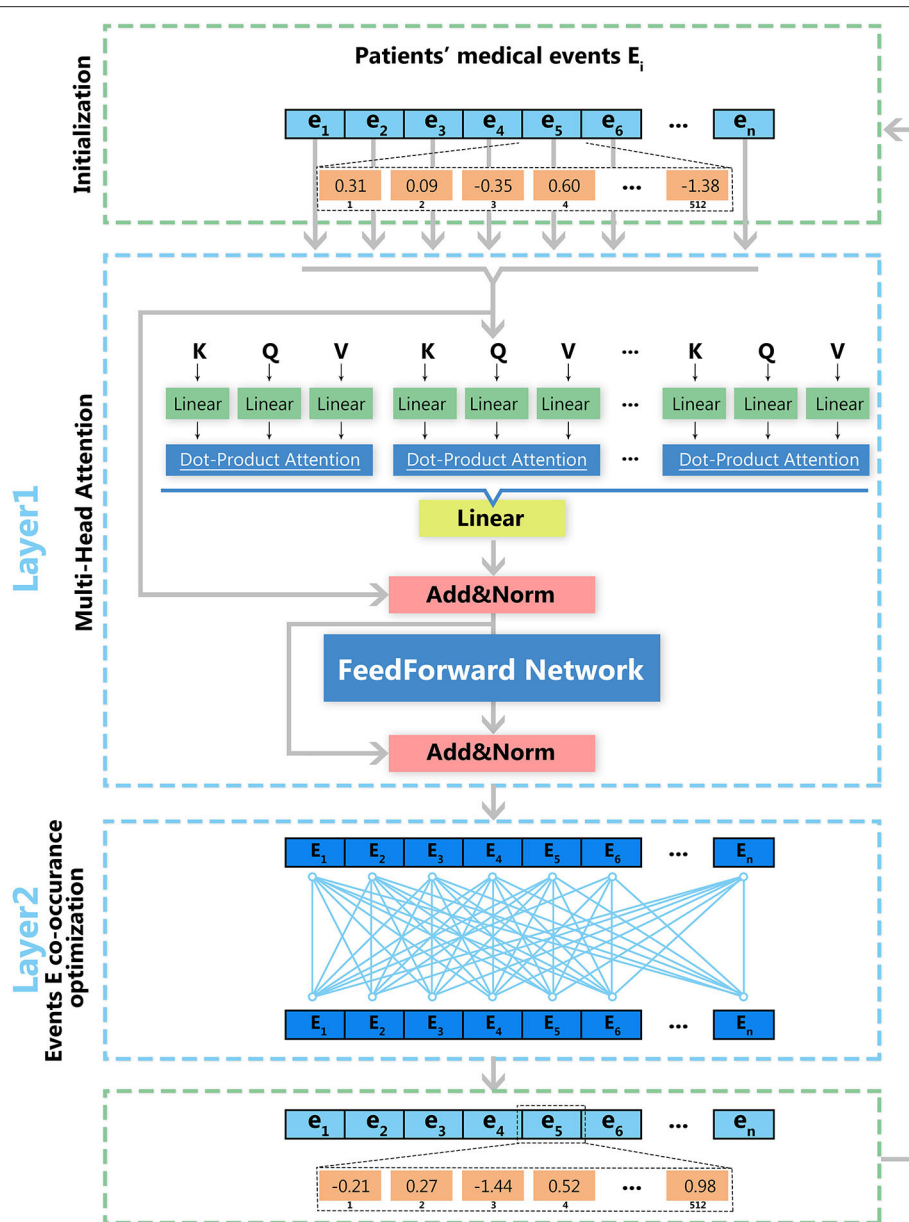 Initialization
Patients’ medical events Ei
e1 e2 e3 e4 e5 e6 ... en
0.31 0.09 -0.35 0.60 ... -1.38
1 2 3 4 512
Layer1
Multi-Head Attention
K Q V K Q V ... K Q V
Linear Linear Linear Linear Linear Linear ... Linear Linear Linear
Dot-Product Attention Dot-Product Attention ... Dot-Product Attention
Linear
Add&Norm
FeedForward Network
Add&Norm
Layer2
Events E co-occurance
optimization
E1 E2 E3 E4 E5 E6 ... En
E1 E2 E3 E4 E5 E6 ... En
e1 e2 e3 e4 e5 e6 ... en
-0.21 0.27 -1.44 0.52 ... 0.98
1 2 3 4 512